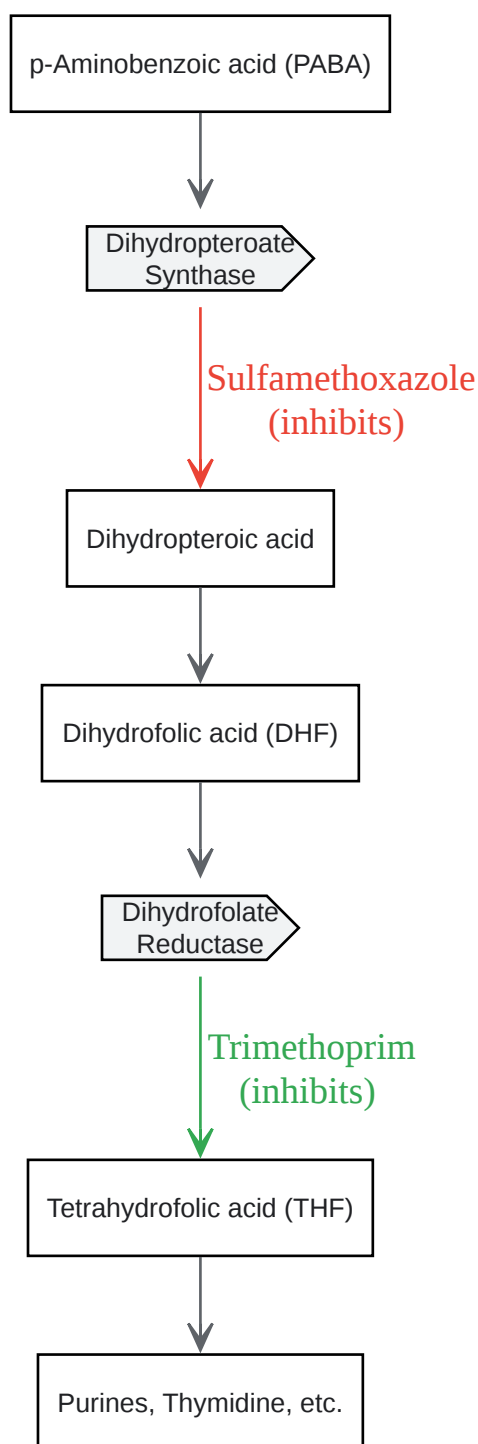 p-Aminobenzoic acid (PABA)
Dihydropteroate
Synthase
Sulfamethoxazole
(inhibits)
Dihydropteroic acid
Dihydrofolic acid (DHF)
Dihydrofolate
Reductase
Trimethoprim
(inhibits)
Tetrahydrofolic acid (THF)
Purines, Thymidine, etc.